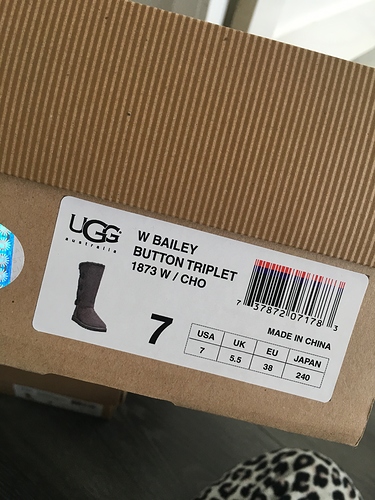 UGG
australia
W BAILEY
BUTTON TRIPLET
1873 W / CHO
7
7 37872 07178 3
MADE IN CHINA
USA UK EU JAPAN
7 5.5 38 240